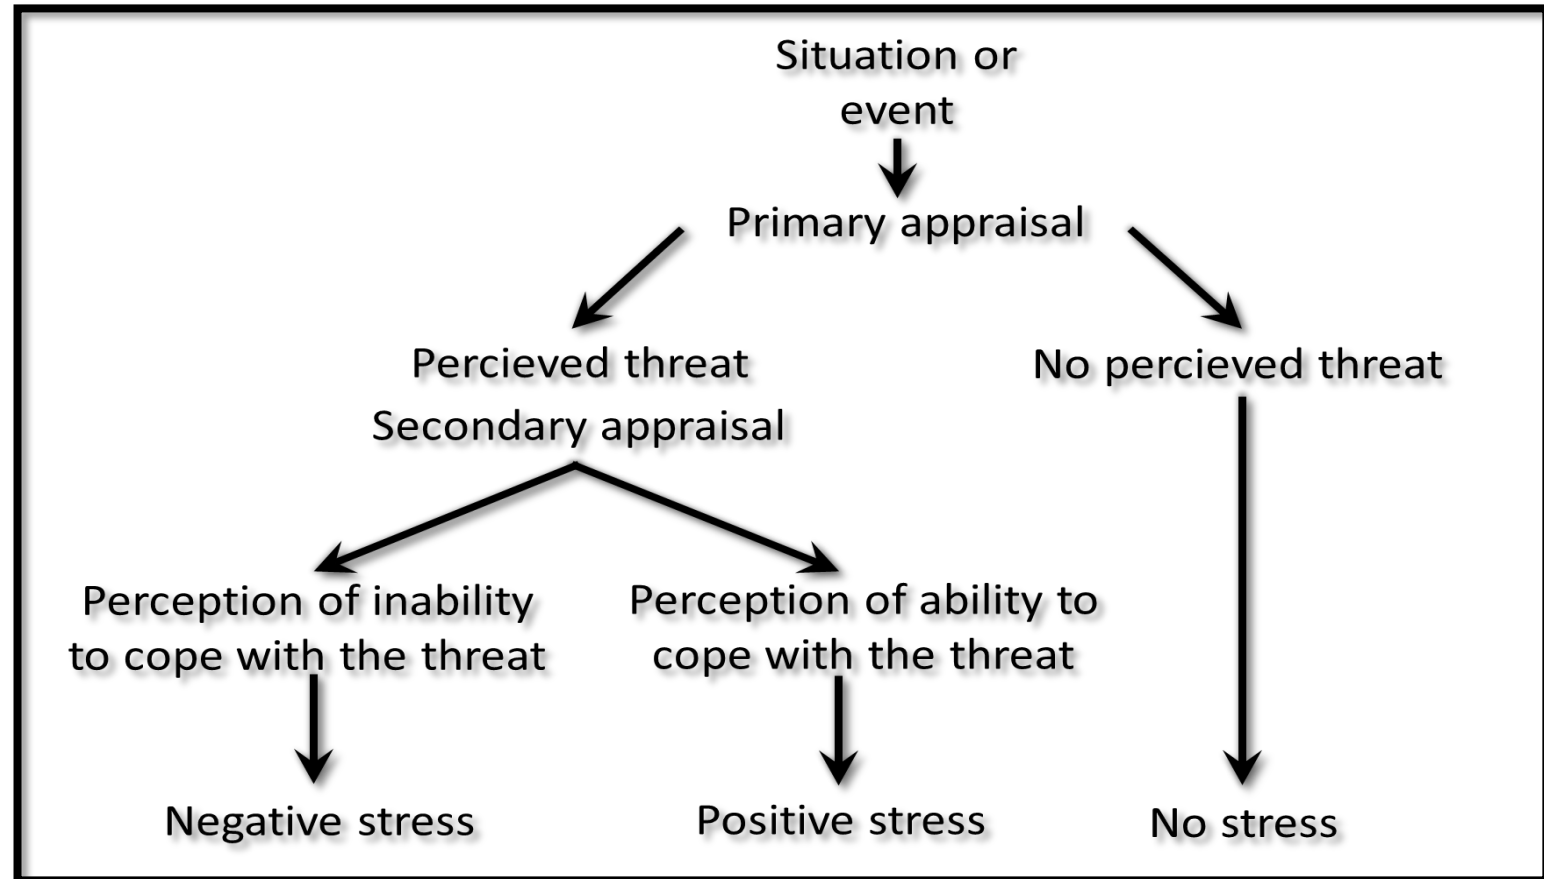 Situation or
event
Primary appraisal
Percieved threat
No percieved threat
Secondary appraisal
Perception of inability
to cope with the threat
Perception of ability to
cope with the threat
Negative stress
Positive stress
No stress